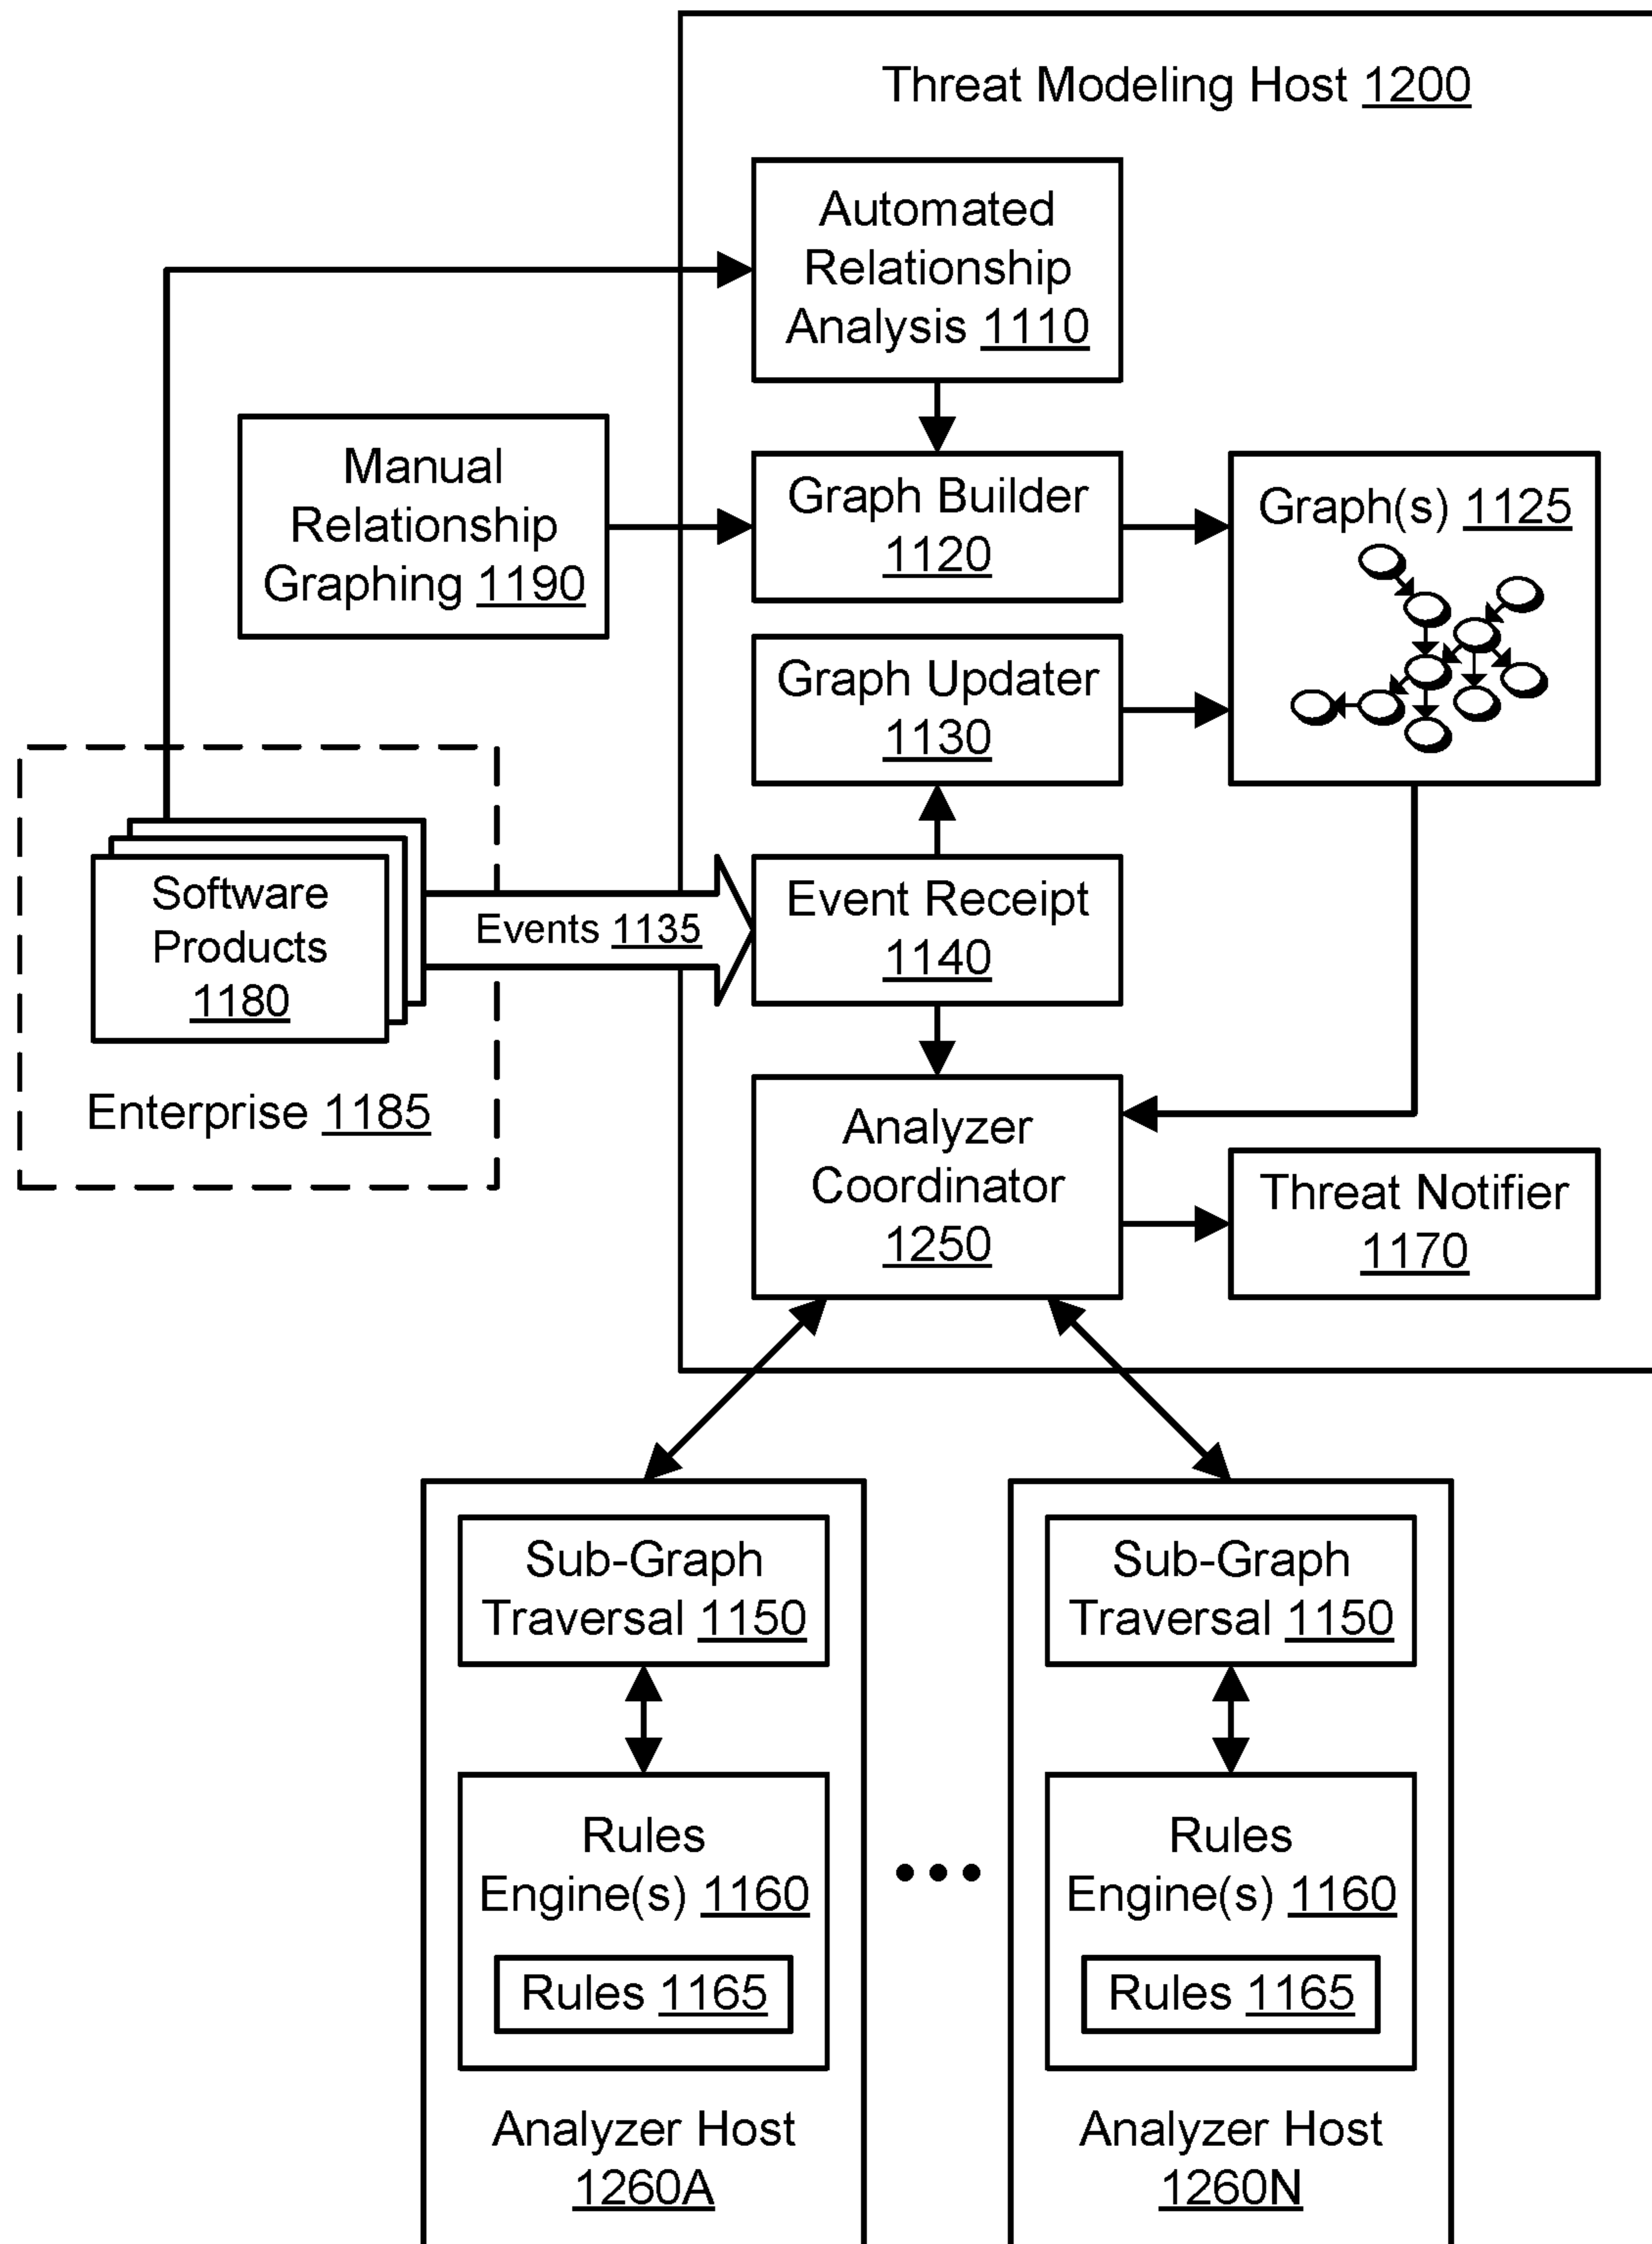 Threat Modeling Host 1200
Automated
Relationship
Analysis 1110
Manual
Relationship
Graphing 1190
Graph Builder
1120
Graph(s) 1125
Graph Updater
1130
Software
Products
1180
Enterprise 1185
Events 1135
Event Receipt
1140
Analyzer
Coordinator
1250
Threat Notifier
1170
Sub-Graph
Traversal 1150
Rules
Engine(s) 1160
Rules 1165
Analyzer Host
1260A
Sub-Graph
Traversal 1150
Rules
Engine(s) 1160
Rules 1165
Analyzer Host
1260N